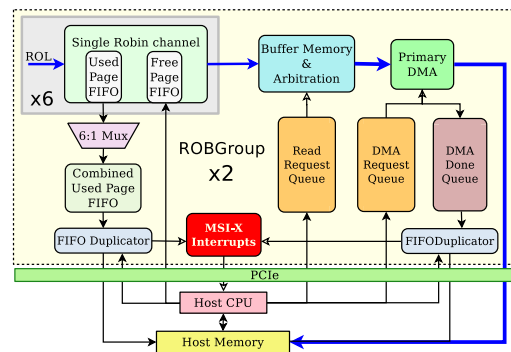 ROL
Single Robin channel
Used
Page
FIFO
Free
Page
FIFO
x6
Buffer Memory
&
Arbitration
Primary
DMA
6:1 Mux
ROBGroup
x2
Combined
Used Page
FIFO
Read
Request
Queue
DMA
Request
Queue
DMA
Done
Queue
FIFO Duplicator
MSI-X
Interrupts
FIFODuplicator
PCIe
Host CPU
Host Memory